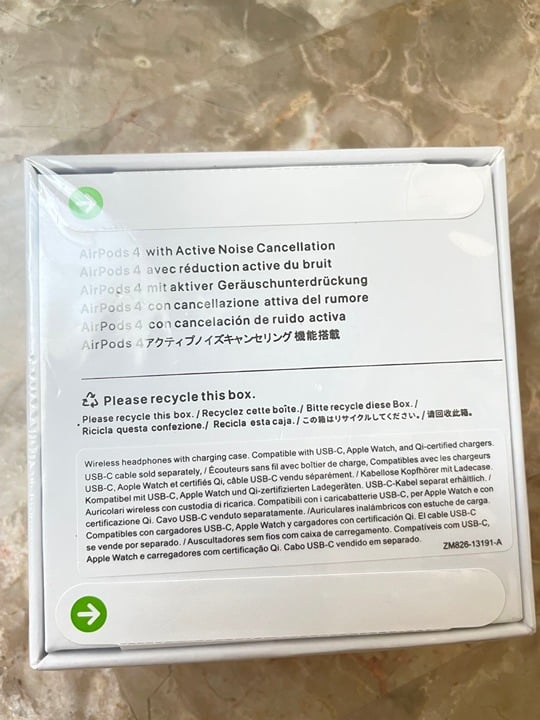 AirPods 4 with Active Noise Cancellation
AirPods 4 avec réduction active du bruit
AirPods 4 mit aktiver Geräuschunterdrückung
AirPods 4 con cancellazione attiva del rumore
AirPods 4 con cancelación de ruido activa
AirPods 4アクティブノイズキャンセリング機能搭載
Please recycle this box.
Please recycle this box. / Recyclez cette boîte. / Bitte recycle diese Box. /
Ricicla questa confezione. / Recicla esta caja. / この箱はリサイクルしてください。/ 请回收此箱。
Wireless headphones with charging case. Compatible with USB-C, Apple Watch, and Qi-certified chargers.
USB-C cable sold separately, / Écouteurs sans fil avec boîtier de charge, Compatibles avec les chargeurs
USB-C, Aopple Watch et certifiés Qi, câble USB-C vendu séparément. / Kabellose Kopfhörer mit Ladecase.
Kompatibel mit USB-C, Apple Watch und Qi-zertifizierten Ladegeräten. USB-C-Kabel separat erhältlich. /
Auricolari wireless con custodia di ricarica. Compatibili con i caricabatterie USB-C, per Apple Watch e con
certificazione Qi. Cavo USB-C venduto separatamente. / Auriculares inalámbricos con estuche de carga.
Compatibles con cargadores USB-C, Apple Watch y cargadores con certificación Qi. El cable USB-C
se vende por separado. / Auscultadores sem fios com caixa de carregamento. Compatíveis com USB-C,
Apple Watch e carregadores com certificação Qi. Cabo USB-C vendido em separado.
ZM826-13191-A